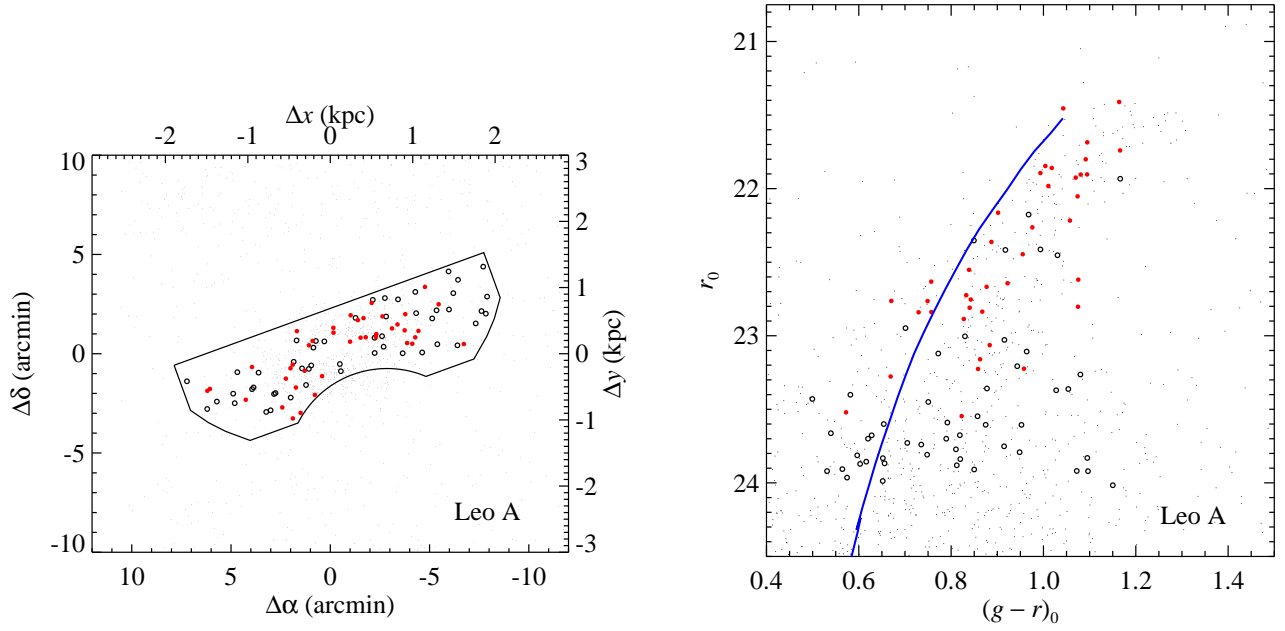 Δx (kpc)
-2 -1 0 1 2
10
5
0
-5
-10
Δδ (arcmin)
3
2
1
0
-1
-2
-3
Δy (kpc)
Leo A
10 5 0 -5 -10
Δα (arcmin)
21
22
23
24
r₀
Leo A
0.4 0.6 0.8 1.0 1.2 1.4
(g − r)₀